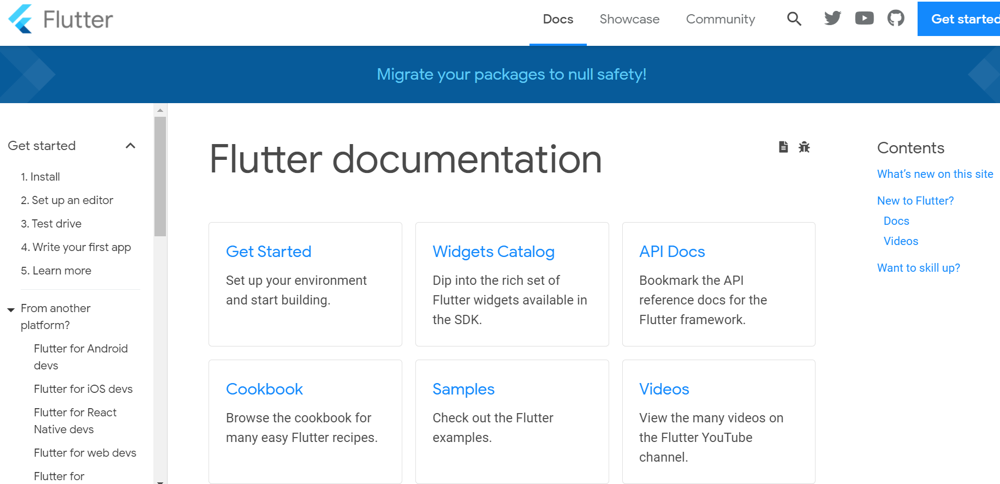 Flutter
Docs
Showcase
Community
Get started
Migrate your packages to null safety!
Get started
1. Install
2. Set up an editor
3. Test drive
4. Write your first app
5. Learn more
From another
platform?
Flutter for Android
devs
Flutter for iOS devs
Flutter for React
Native devs
Flutter for web devs
Flutter for
Flutter documentation
Get Started
Set up your environment
and start building.
Widgets Catalog
Dip into the rich set of
Flutter widgets available in
the SDK.
API Docs
Bookmark the API
reference docs for the
Flutter framework.
Cookbook
Browse the cookbook for
many easy Flutter recipes.
Samples
Check out the Flutter
examples.
Videos
View the many videos on
the Flutter YouTube
channel.
Contents
What’s new on this site
New to Flutter?
Docs
Videos
Want to skill up?